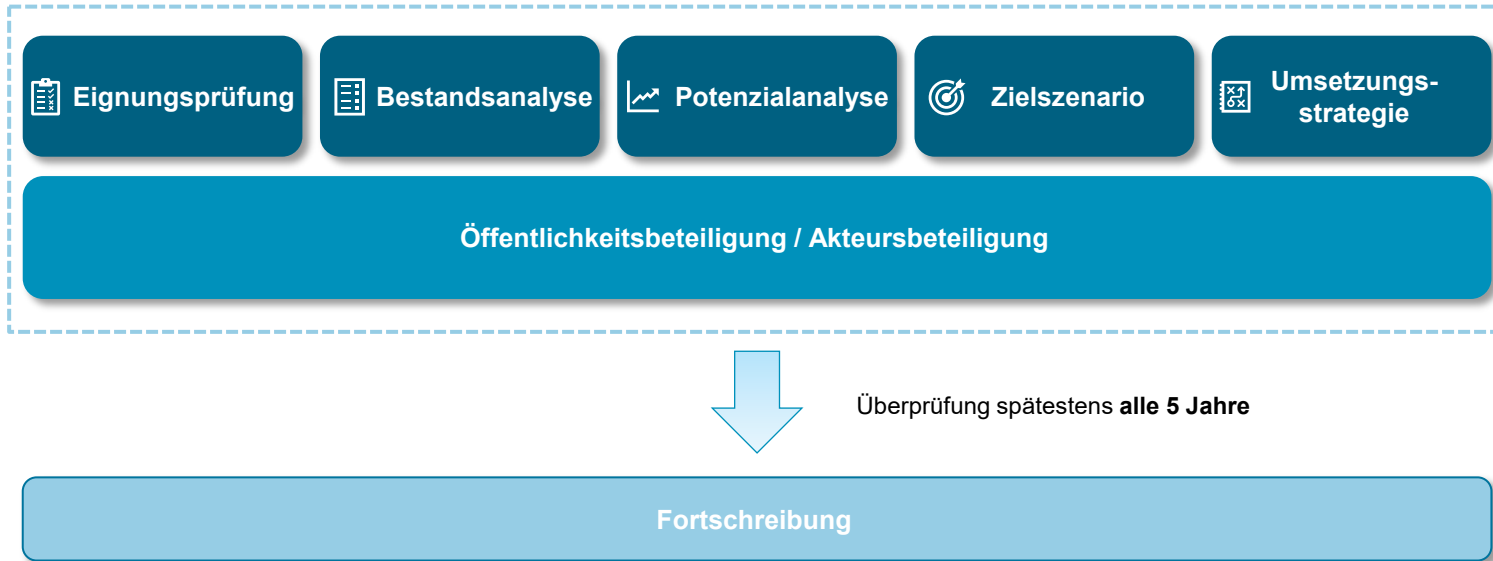 Eignungsprüfung
Bestandsanalyse
Potenzialanalyse
Zielszenario
Umsetzungs-
strategie
Öffentlichkeitsbeteiligung / Akteursbeteiligung
Überprüfung spätestens alle 5 Jahre
Fortschreibung